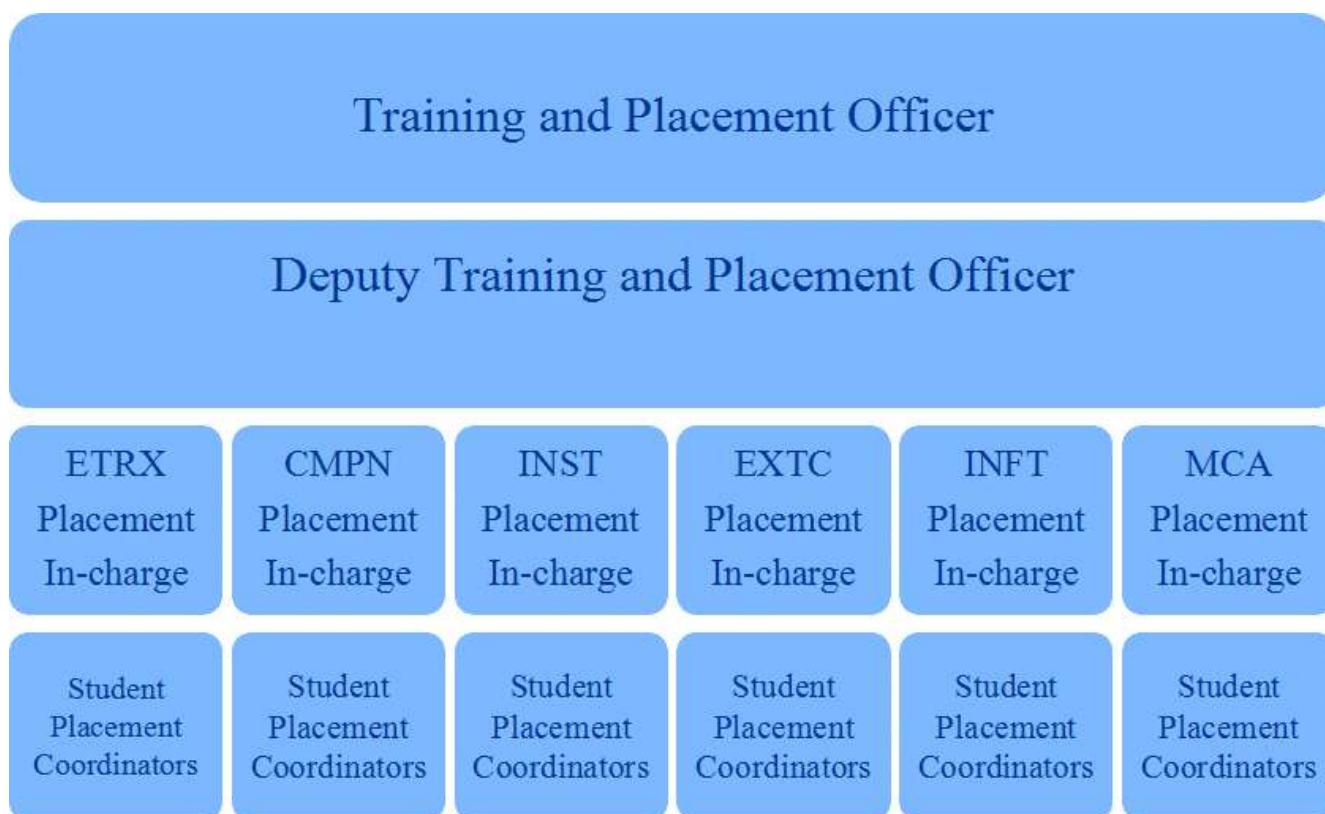 Training and Placement Officer
Deputy Training and Placement Officer
ETRX
Placement
In-charge
CMPN
Placement
In-charge
INST
Placement
In-charge
EXTC
Placement
In-charge
INFT
Placement
In-charge
MCA
Placement
In-charge
Student
Placement
Coordinators
Student
Placement
Coordinators
Student
Placement
Coordinators
Student
Placement
Coordinators
Student
Placement
Coordinators
Student
Placement
Coordinators